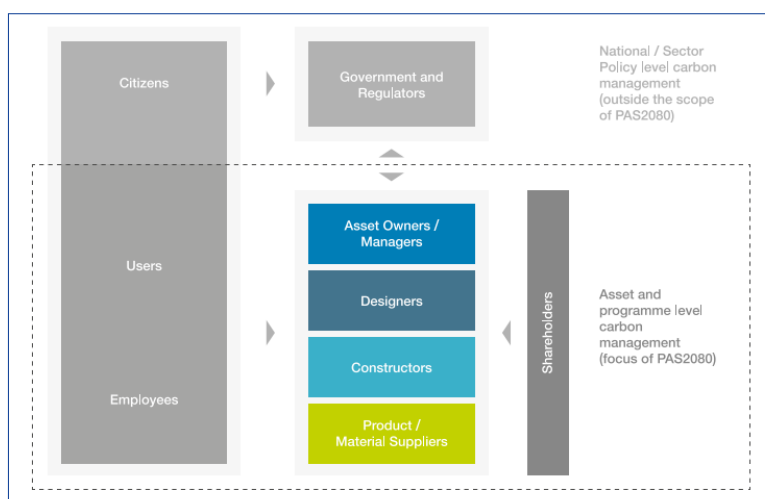 Citizens
Government and
Regulators
National / Sector
Policy level carbon
management
(outside the scope
of PAS2080)
Users
Employees
Asset Owners /
Managers
Designers
Constructors
Product /
Material Suppliers
Shareholders
Asset and
programme level
carbon
management
(focus of PAS2080)